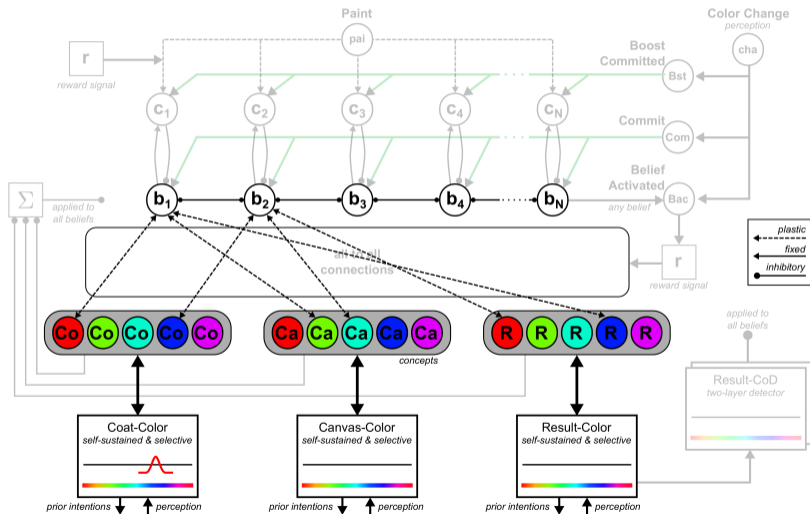 Paint
Color Change
perception
pai
cha
r
reward signal
Boost
Committed
Bst
c1 c2 c3 c4 cN
Commit
Com
Belief
Activated
any belief
Bac
Σ
applied to
all beliefs
b1 b2 b3 b4 bN
plastic
fixed
inhibitory
all to all
connections
r
reward signal
Co Co Co Co Co
Ca Ca Ca Ca Ca
R R R R R
concepts
applied to
all beliefs
Result-CoD
two-layer detector
Coat-Color
self-sustained & selective
Canvas-Color
self-sustained & selective
Result-Color
self-sustained & selective
prior intentions perception
prior intentions perception
prior intentions perception